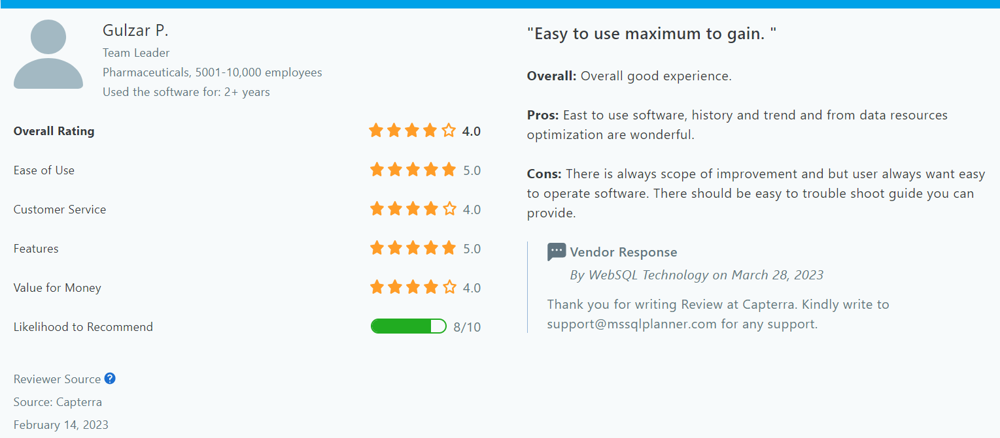 Gulzar P.
Team Leader
Pharmaceuticals, 5001-10,000 employees
Used the software for: 2+ years
Overall Rating 4.0
Ease of Use 5.0
Customer Service 4.0
Features 5.0
Value for Money 4.0
Likelihood to Recommend 8/10
Reviewer Source ?
Source: Capterra
February 14, 2023
"Easy to use maximum to gain. "
Overall: Overall good experience.
Pros: East to use software, history and trend and from data resources
optimization are wonderful.
Cons: There is always scope of improvement and but user always want easy
to operate software. There should be easy to trouble shoot guide you can
provide.
Vendor Response
By WebSQL Technology on March 28, 2023
Thank you for writing Review at Capterra. Kindly write to
support@mssqlplanner.com for any support.